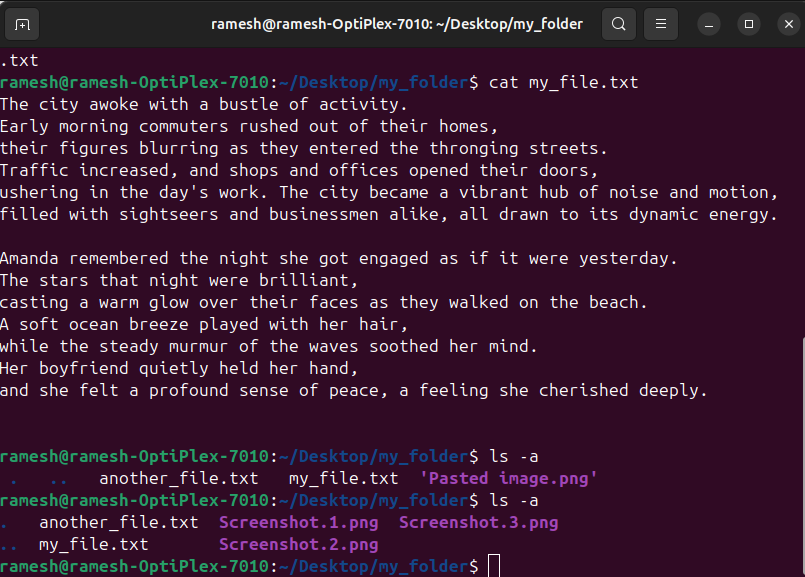 ramesh@ramesh-OptiPlex-7010: ~/Desktop/my_folder
.txt
ramesh@ramesh-OptiPlex-7010:~/Desktop/my_folder$ cat my_file.txt
The city awoke with a bustle of activity.
Early morning commuters rushed out of their homes,
their figures blurring as they entered the thronging streets.
Traffic increased, and shops and offices opened their doors,
ushering in the day's work. The city became a vibrant hub of noise and motion,
filled with sightseers and businessmen alike, all drawn to its dynamic energy.

Amanda remembered the night she got engaged as if it were yesterday.
The stars that night were brilliant,
casting a warm glow over their faces as they walked on the beach.
A soft ocean breeze played with her hair,
while the steady murmur of the waves soothed her mind.
Her boyfriend quietly held her hand,
and she felt a profound sense of peace, a feeling she cherished deeply.

ramesh@ramesh-OptiPlex-7010:~/Desktop/my_folder$ ls -a
.   ..   another_file.txt   my_file.txt  'Pasted image.png'
ramesh@ramesh-OptiPlex-7010:~/Desktop/my_folder$ ls -a
.   another_file.txt  Screenshot.1.png  Screenshot.3.png
..  my_file.txt       Screenshot.2.png
ramesh@ramesh-OptiPlex-7010:~/Desktop/my_folder$